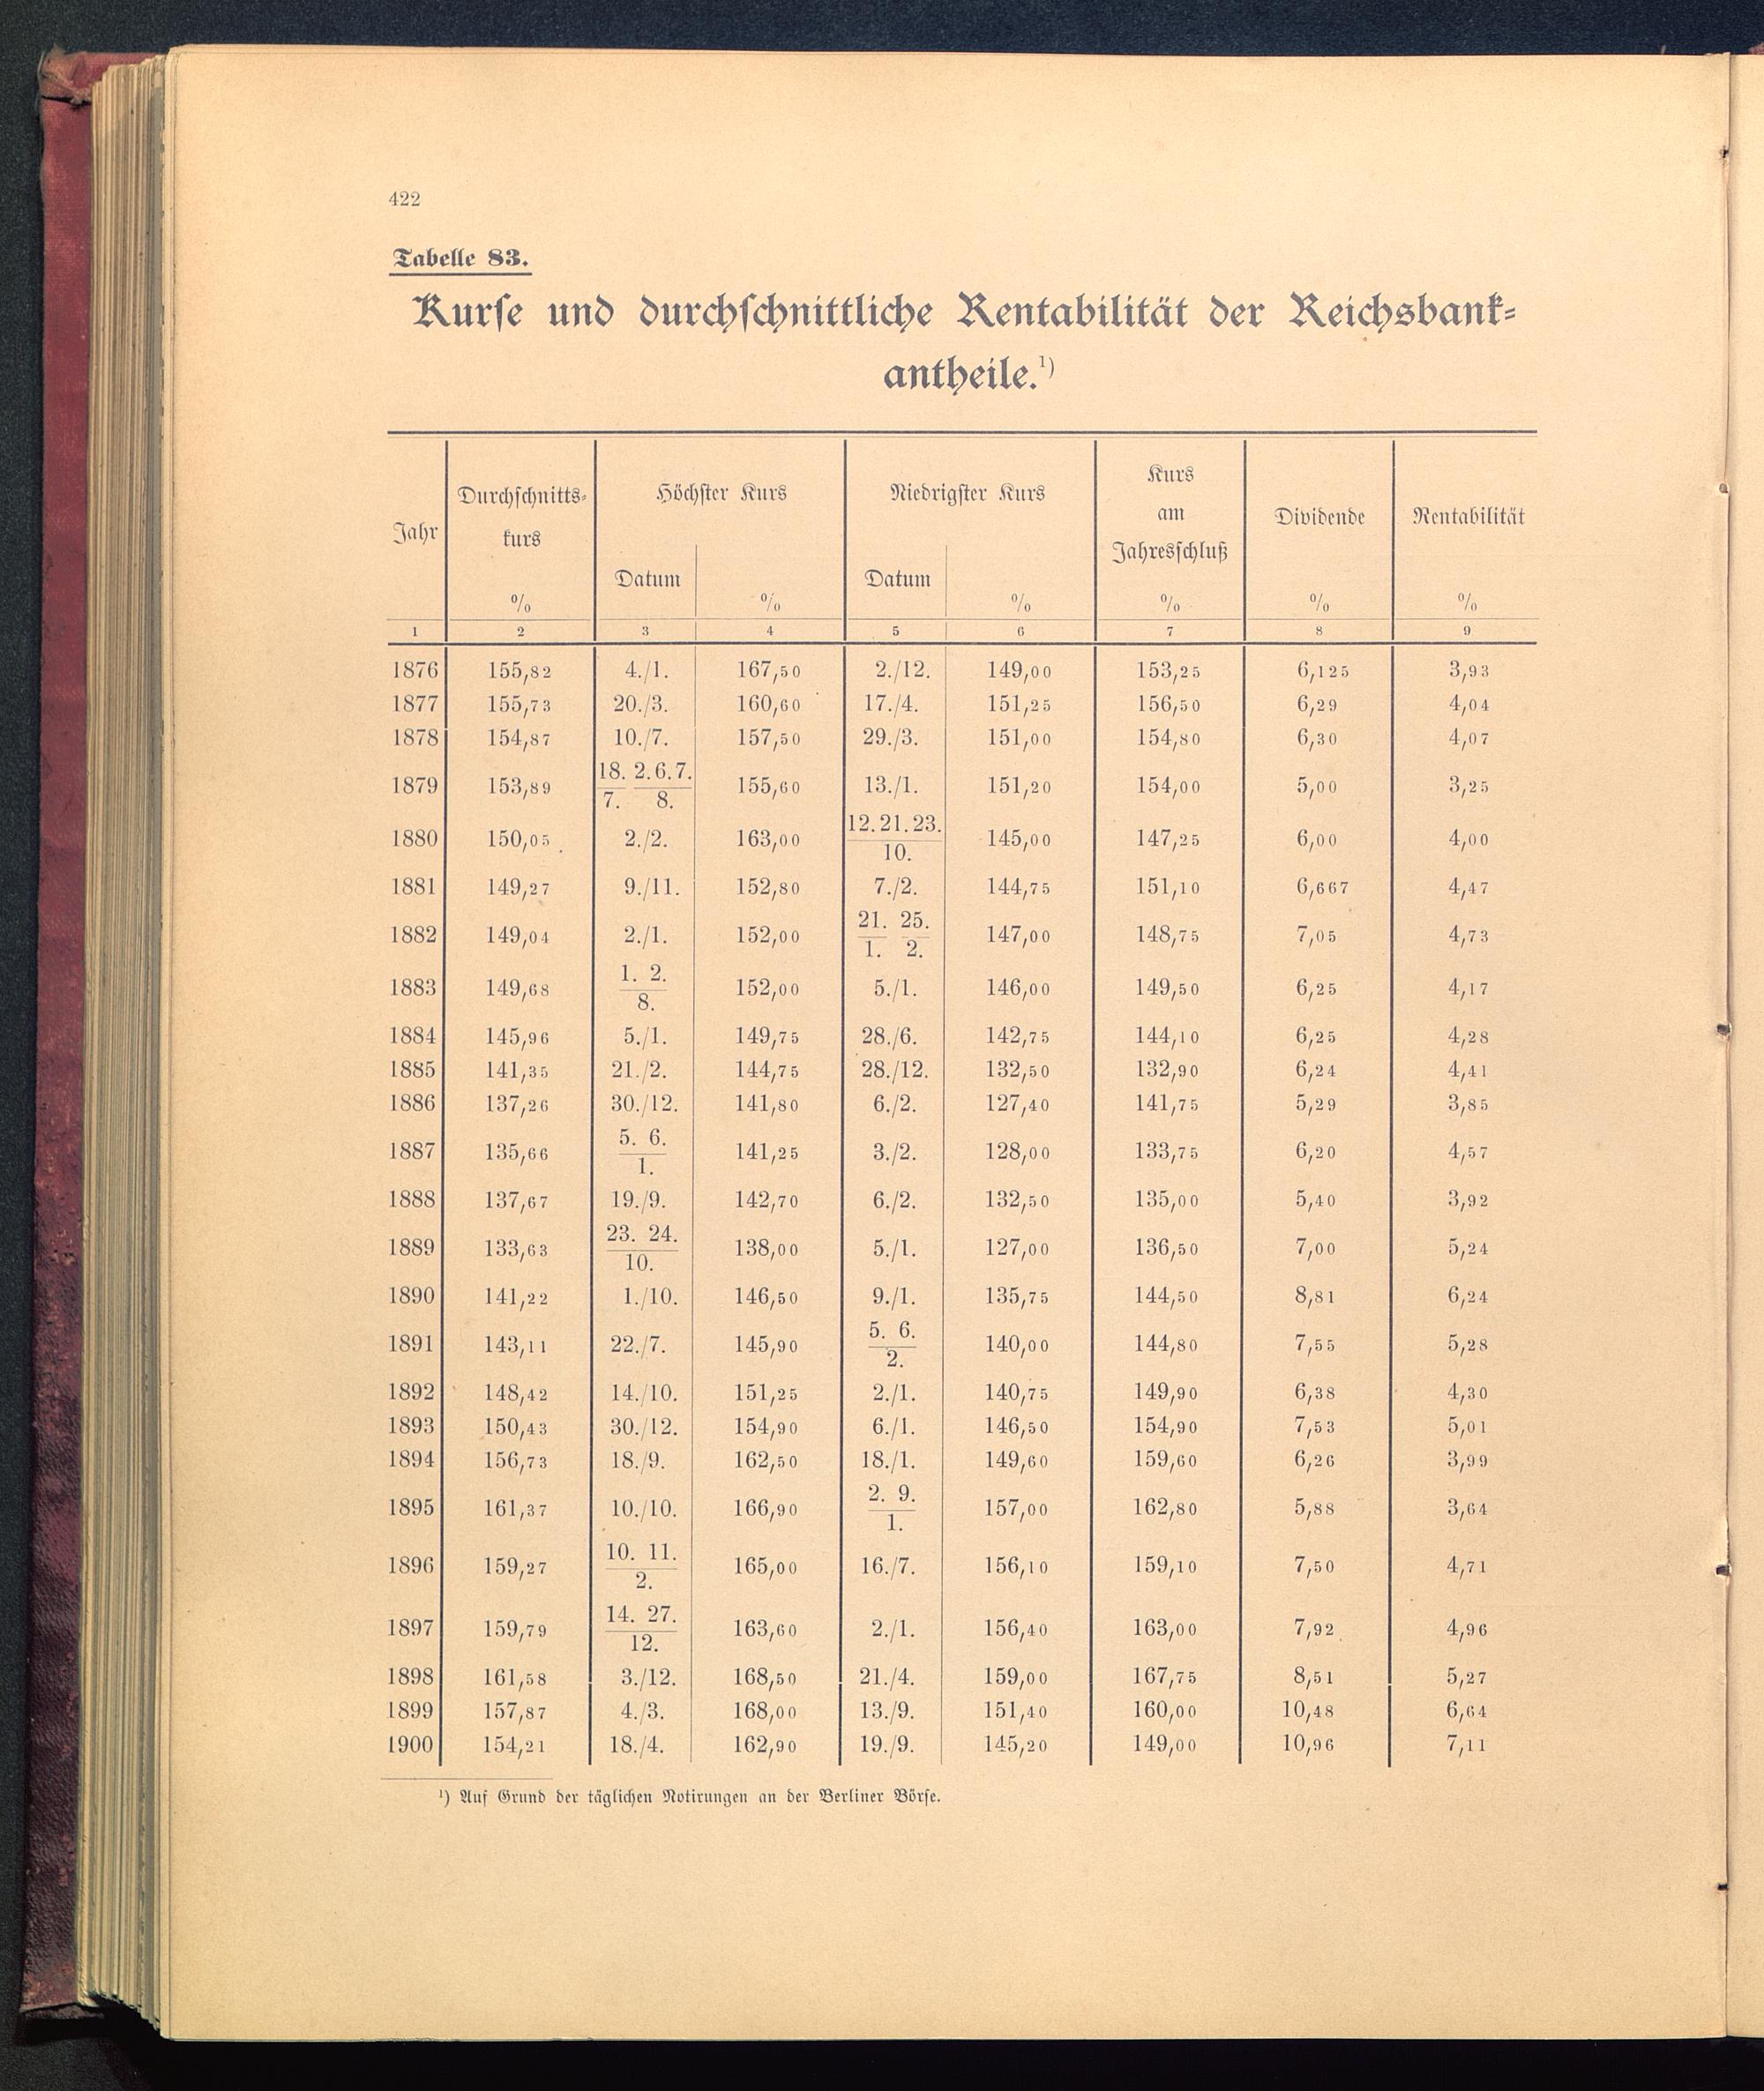 422
Tabelle 83.
Kurſe und durchſchnittliche Rentabilität der Reichsbank-
antheile.¹)
Jahr Durchſchnitts-kurs % Höchſter Kurs Datum % Niedrigſter Kurs Datum % Kurs am Jahresſchluß % Dividende % Rentabilität %
1 2 3 4 5 6 7 8 9
1876 155,82 4./1. 167,50 2./12. 149,00 153,25 6,125 3,93
1877 155,73 20./3. 160,60 17./4. 151,25 156,50 6,29 4,04
1878 154,87 10./7. 157,50 29./3. 151,00 154,80 6,30 4,07
1879 153,89 18./7. 2.6.7./8. 155,60 13./1. 151,20 154,00 5,00 3,25
1880 150,05 2./2. 163,00 12.21.23./10. 145,00 147,25 6,00 4,00
1881 149,27 9./11. 152,80 7./2. 144,75 151,10 6,667 4,47
1882 149,04 2./1. 152,00 21./1. 25./2. 147,00 148,75 7,05 4,73
1883 149,68 1. 2./8. 152,00 5./1. 146,00 149,50 6,25 4,17
1884 145,96 5./1. 149,75 28./6. 142,75 144,10 6,25 4,28
1885 141,35 21./2. 144,75 28./12. 132,50 132,90 6,24 4,41
1886 137,26 30./12. 141,80 6./2. 127,40 141,75 5,29 3,85
1887 135,66 5. 6./1. 141,25 3./2. 128,00 133,75 6,20 4,57
1888 137,67 19./9. 142,70 6./2. 132,50 135,00 5,40 3,92
1889 133,63 23. 24./10. 138,00 5./1. 127,00 136,50 7,00 5,24
1890 141,22 1./10. 146,50 9./1. 135,75 144,50 8,81 6,24
1891 143,11 22./7. 145,90 5. 6./2. 140,00 144,80 7,55 5,28
1892 148,42 14./10. 151,25 2./1. 140,75 149,90 6,38 4,30
1893 150,43 30./12. 154,90 6./1. 146,50 154,90 7,53 5,01
1894 156,73 18./9. 162,50 18./1. 149,60 159,60 6,26 3,99
1895 161,37 10./10. 166,90 2. 9./1. 157,00 162,80 5,88 3,64
1896 159,27 10. 11./2. 165,00 16./7. 156,10 159,10 7,50 4,71
1897 159,79 14. 27./12. 163,60 2./1. 156,40 163,00 7,92 4,96
1898 161,58 3./12. 168,50 21./4. 159,00 167,75 8,51 5,27
1899 157,87 4./3. 168,00 13./9. 151,40 160,00 10,48 6,64
1900 154,21 18./4. 162,90 19./9. 145,20 149,00 10,96 7,11
¹) Auf Grund der täglichen Notirungen an der Berliner Börſe.